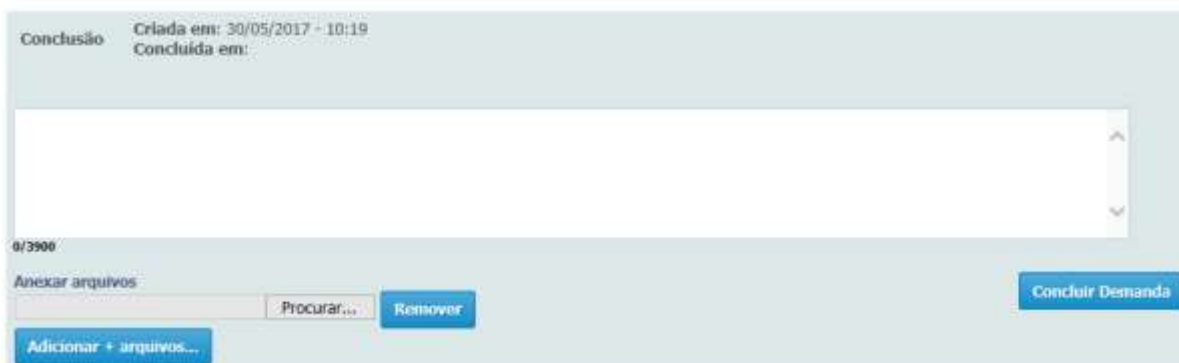 Conclusão
Criada em: 30/05/2017 - 10:19
Concluída em:
0/3900
Anexar arquivos
Procurar... Remover
Concluir Demanda
Adicionar + arquivos...